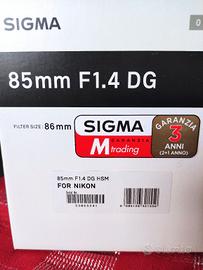 SIGMA
85mm F1.4 DG
FILTER SIZE: 86mm
SIGMA
M trading
GARANZIA
3
ANNI
(2+1 ANNO)
85mm F1.4 DG HSM
FOR NIKON